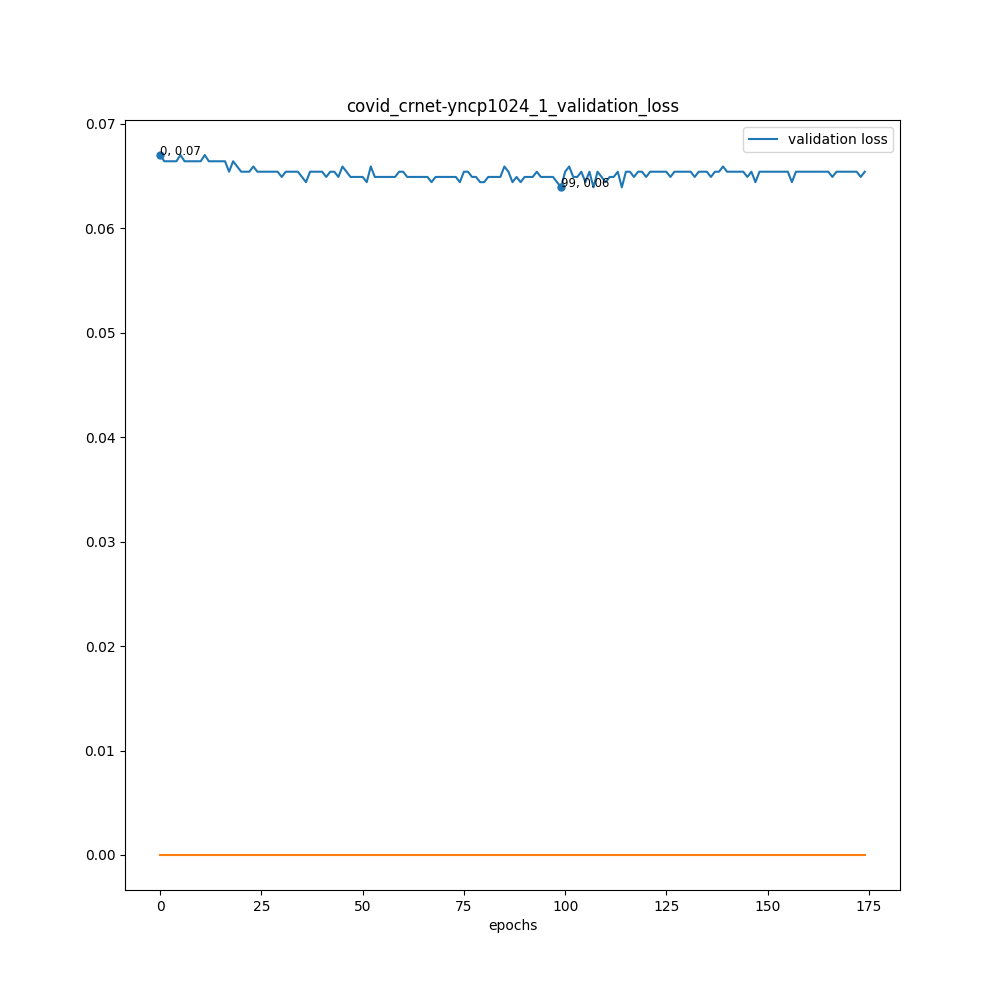 covid_crnet-yncp1024_1_validation_loss
validation loss
0.07
0.06
0.05
0.04
0.03
0.02
0.01
0.00
0, 0.07
99, 0.06
0 25 50 75 100 125 150 175
epochs